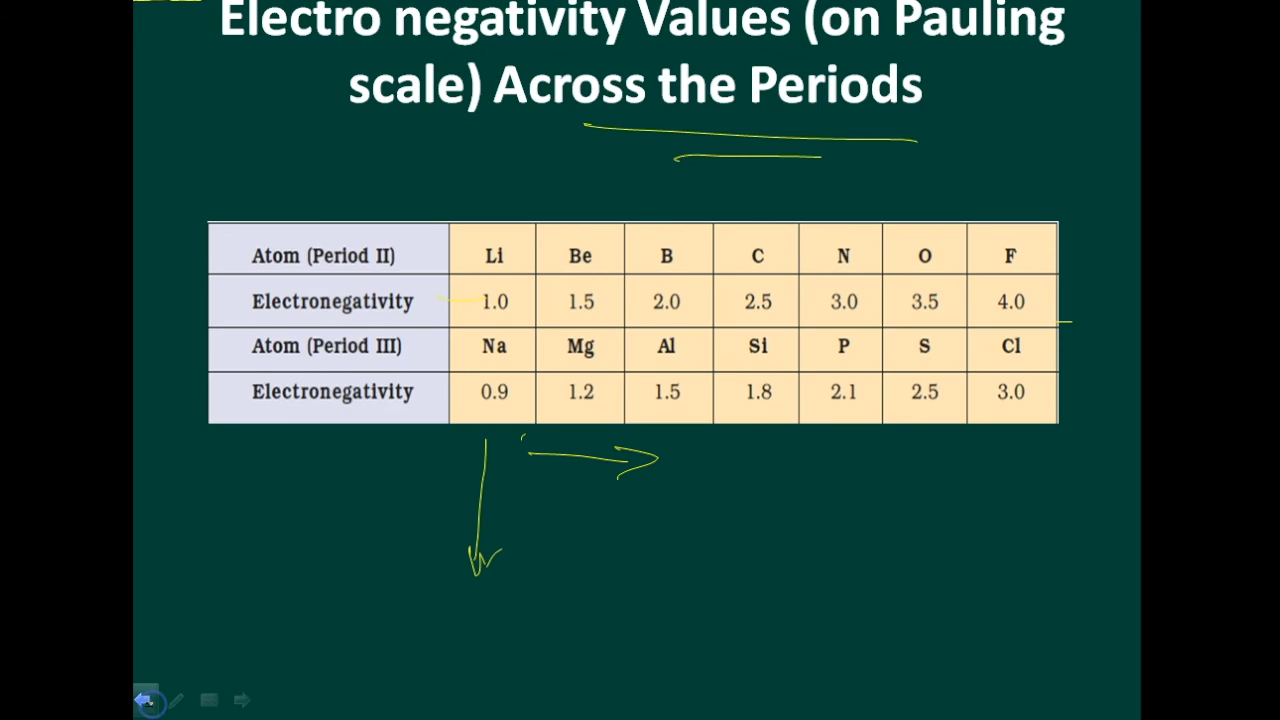 Electro negativity Values (on Pauling
scale) Across the Periods
Atom (Period II) Li Be B C N O F
Electronegativity 1.0 1.5 2.0 2.5 3.0 3.5 4.0
Atom (Period III) Na Mg Al Si P S Cl
Electronegativity 0.9 1.2 1.5 1.8 2.1 2.5 3.0